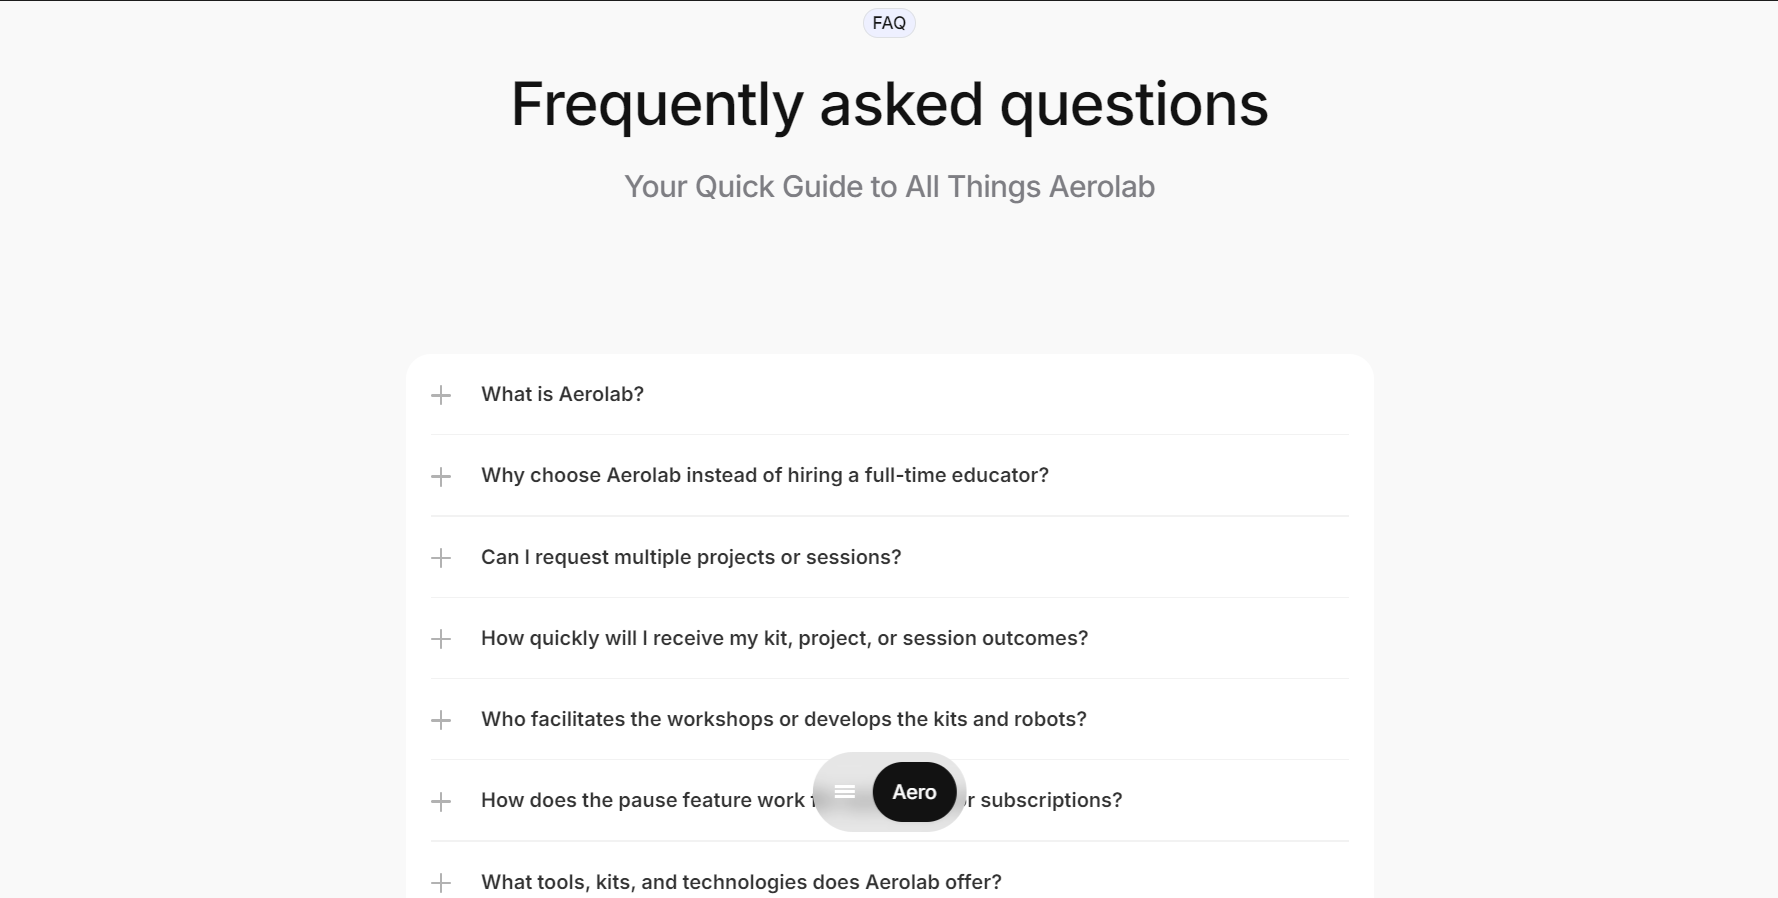 FAQ
Frequently asked questions
Your Quick Guide to All Things Aerolab
What is Aerolab?
Why choose Aerolab instead of hiring a full-time educator?
Can I request multiple projects or sessions?
How quickly will I receive my kit, project, or session outcomes?
Who facilitates the workshops or develops the kits and robots?
How does the pause feature work subscriptions?
Aero
What tools, kits, and technologies does Aerolab offer?